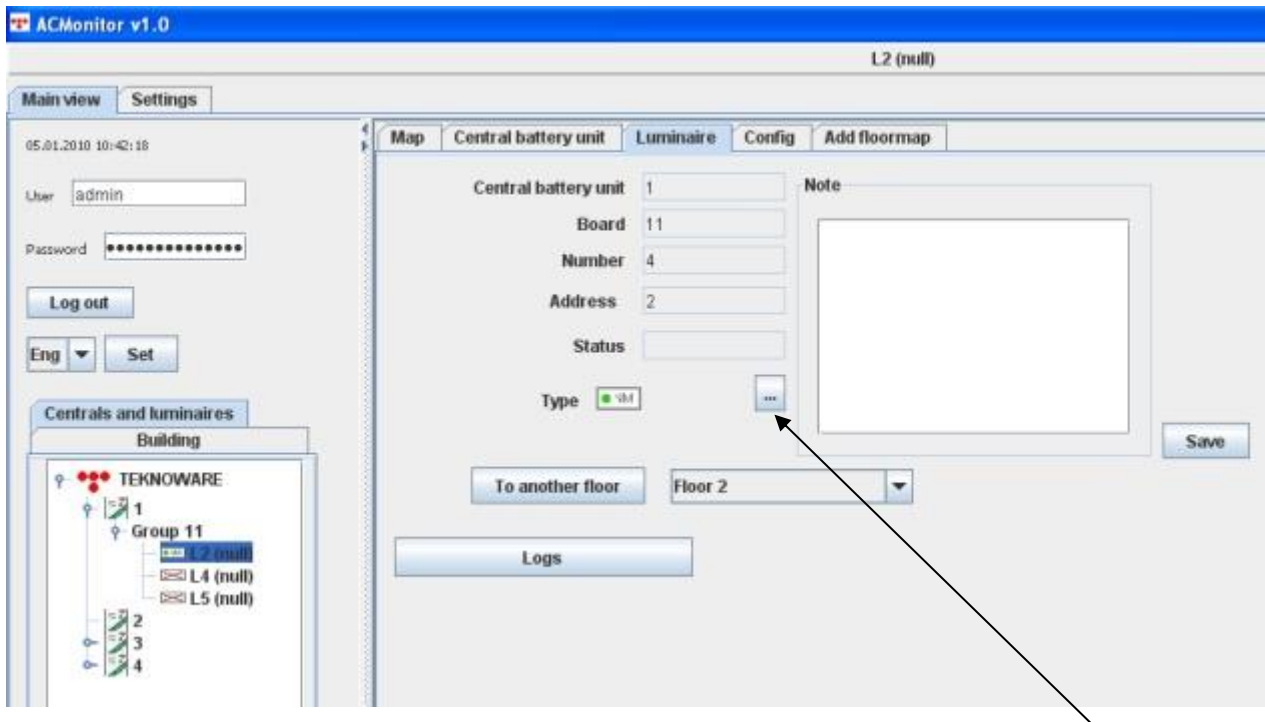 ACMonitor v1.0
L2 (null)
Main view Settings
05.01.2010 10:42:18
User admin
Password ••••••••••••••
Log out
Eng Set
Centrals and luminaires
Building
TEKNOWARE
1
Group 11
L2 (null)
L4 (null)
L5 (null)
2
3
4
Map Central battery unit Luminaire Config Add floormap
Central battery unit 1
Board 11
Number 4
Address 2
Status
Type NM ...
Note
Save
To another floor Floor 2
Logs